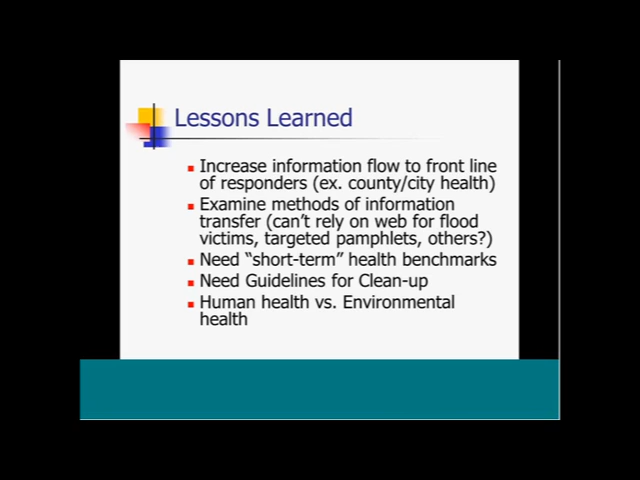 Lessons Learned
Increase information flow to front line
of responders (ex. county/city health)
Examine methods of information
transfer (can't rely on web for flood
victims, targeted pamphlets, others?)
Need "short-term" health benchmarks
Need Guidelines for Clean-up
Human health vs. Environmental
health